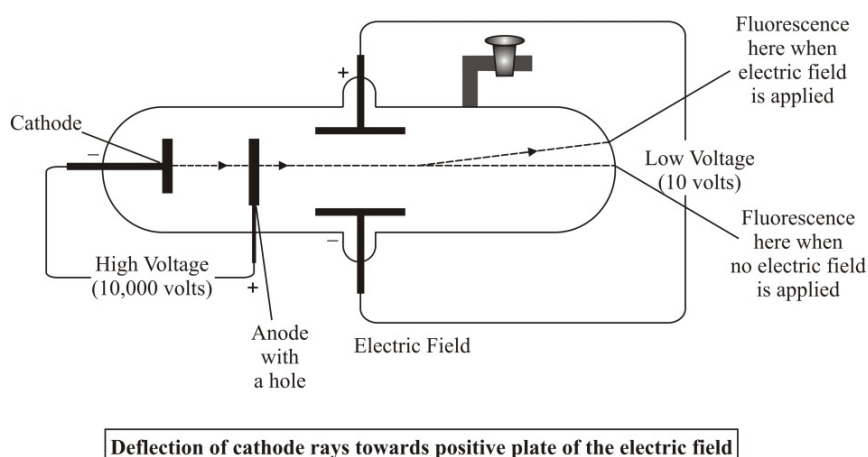 Fluorescence
here when
electric field
is applied
+
Cathode
−
Low Voltage
(10 volts)
High Voltage
(10,000 volts)
+
−
Fluorescence
here when
no electric field
is applied
Anode
with
a hole
Electric Field
Deflection of cathode rays towards positive plate of the electric field